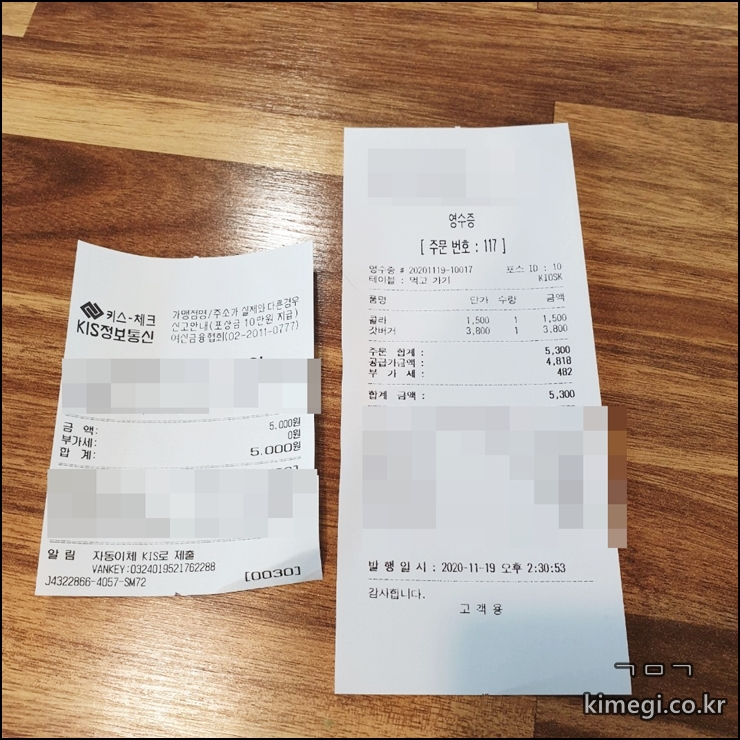 키스-체크
KIS정보통신
가맹점명/주소가 실제와 다른경우
신고안내(포상금 10만원 지급)
여신금융협회(02-2011-0777)
금 액: 5,000원
부가세: 0원
합 계: 5,000원
알 림 자동이체 KIS로 제출
VANKEY:0324019521762288
J4322866-4057-SM72 [0030]
영수증
[ 주문 번호 : 117 ]
영수증 # 20201119-10017 포스 ID : 10
테이블 : 먹고 가기 KIOSK
품명 단가 수량 금액
콜라 1,500 1 1,500
갓버거 3,800 1 3,800
주문 합계 : 5,300
공급가금액 : 4,818
부 가 세 : 482
합계 금액 : 5,300
발 행 일 시 : 2020-11-19 오후 2:30:53
감사합니다.
고 객 용
ㄱㅁㄱ
kimegi.co.kr